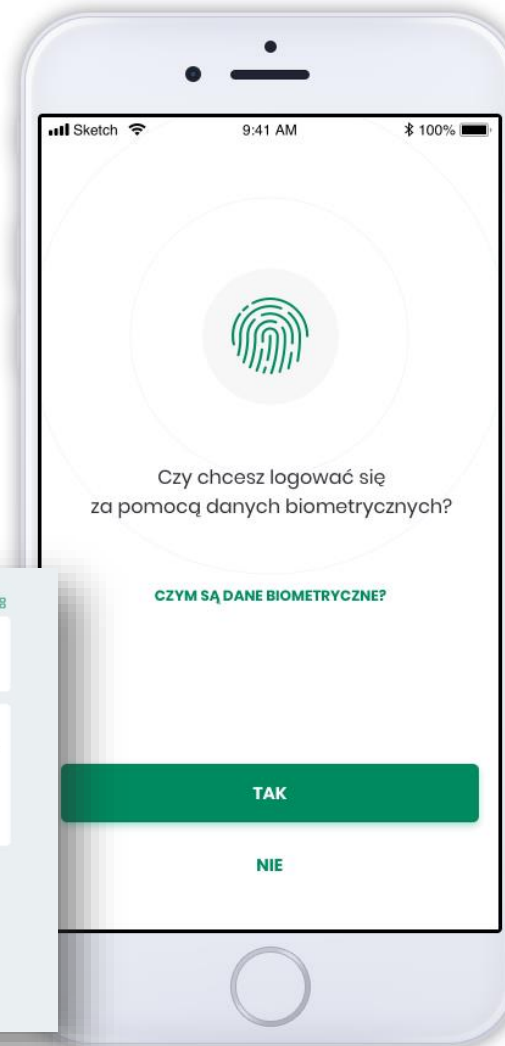 Sketch 9:41 AM 100%
Czy chcesz logować się
za pomocą danych biometrycznych?
CZYM SĄ DANE BIOMETRYCZNE?
TAK
NIE